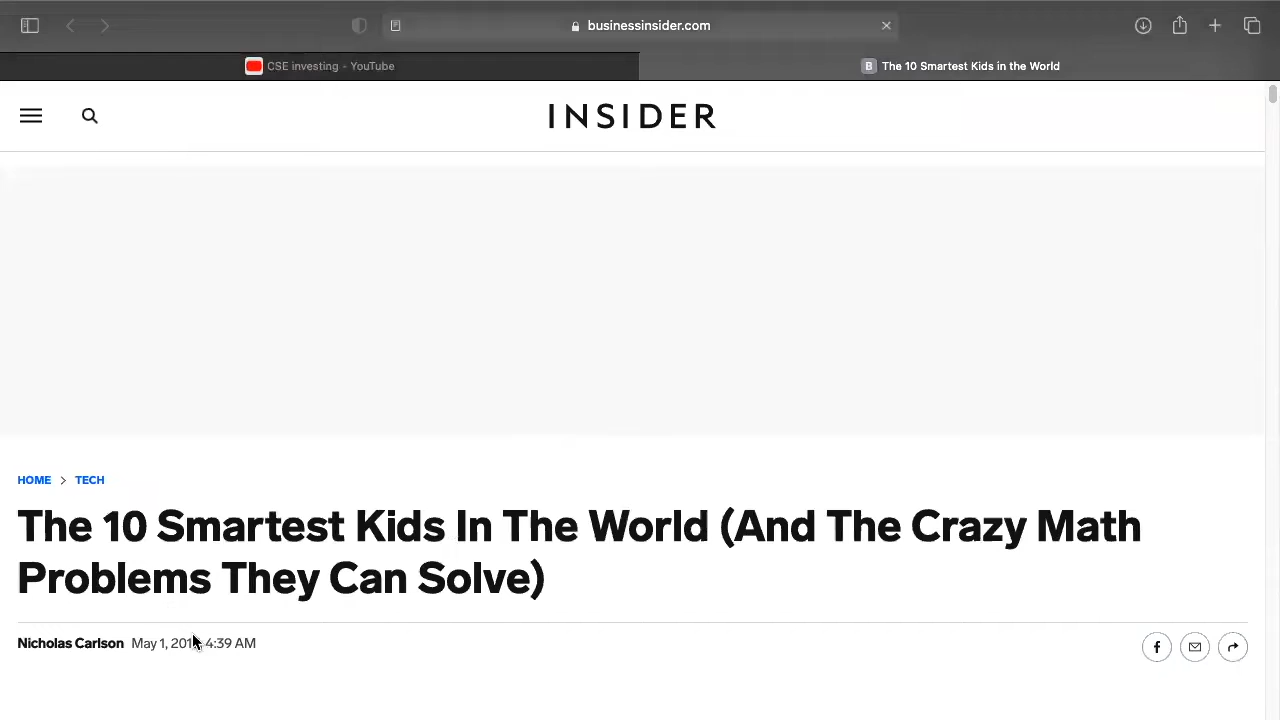 businessinsider.com
CSE investing - YouTube
B The 10 Smartest Kids in the World
INSIDER
HOME > TECH
The 10 Smartest Kids In The World (And The Crazy Math
Problems They Can Solve)
Nicholas Carlson May 1, 4:39 AM